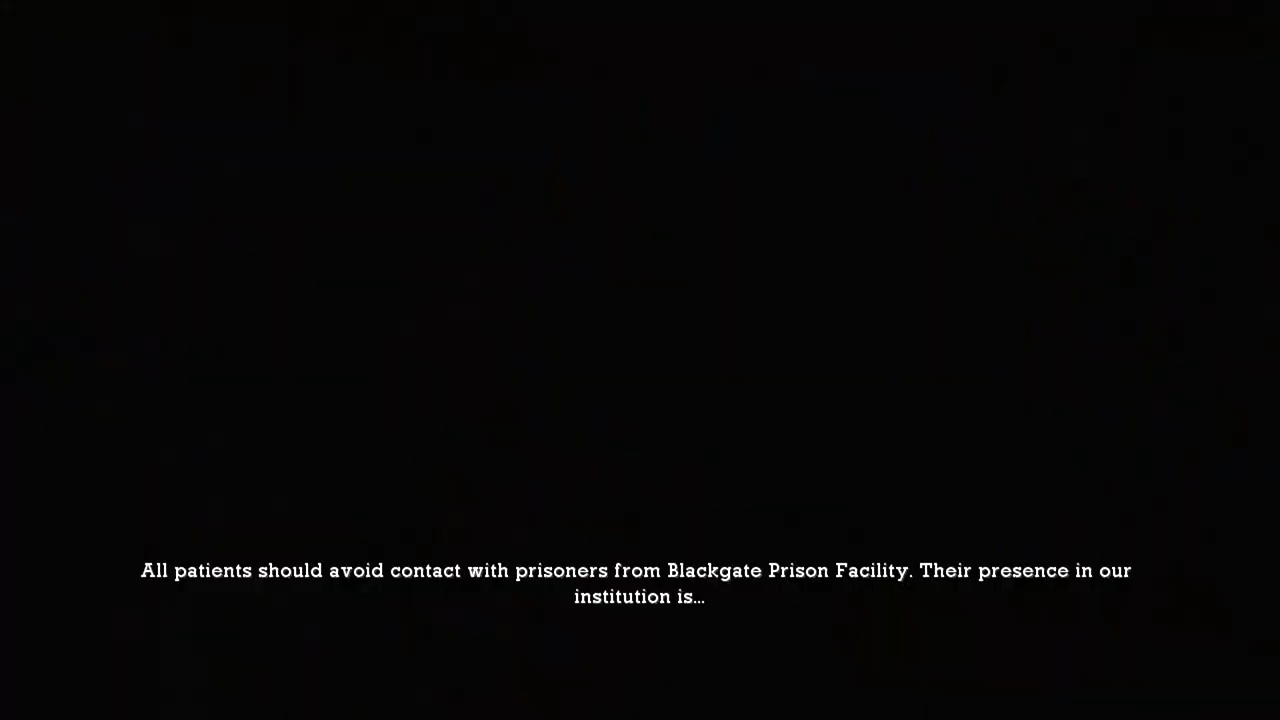 All patients should avoid contact with prisoners from Blackgate Prison Facility. Their presence in our
institution is...